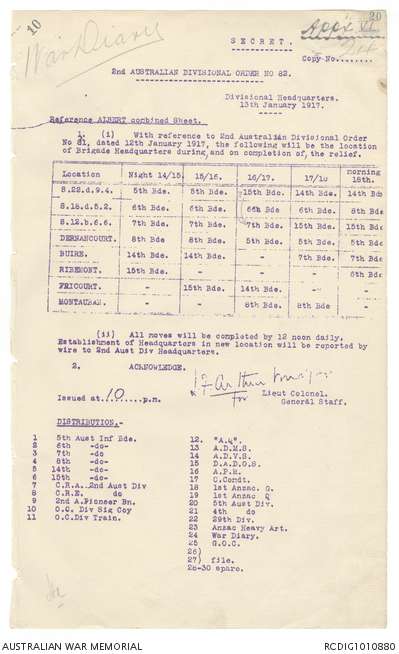 10
War Diary
20
Appx VI
SECRET.
Copy No........
2nd AUSTRALIAN DIVISIONAL ORDER NO 82.
Divisional Headquarters.
13th January 1917.
Reference ALBERT combined Sheet.
1. (i) With reference to 2nd Australian Divisional Order
No 81, dated 12th January 1917, the following will be the location
of Brigade Headquarters during, and on completion of, the relief.
Location Night 14/15. 15/16. 16/17. 17/18 morning 18th.
S.22.d.9.4. 5th Bde. 5th Bde. 14th Bde. 14th Bde. 14th Bde
S.18.d.5.2. 6th Bde. 6th Bde. 6th Bde 6th Bde. 6th Bde.
S.12.b.6.6. 7th Bde. 7th Bde. 7th Bde. 15th Bde. 15th Bde
DERNANCOURT. 8th Bde 8th Bde 5th Bde. 5th Bde. 5th Bde.
BUIRE. 14th Bde. 14th Bde. - 7th Bde. 7th Bde.
RIBEMONT. 15th Bde. - - - 8th Bde
FRICOURT. - 15th Bde 14th Bde. - -
MONTAUBAN. - - 8th Bde. 8th Bde -
(ii) All moves will be completed by 12 noon daily.
Establishment of Headquarters in new location will be reported by
wire to 2nd Aust Div Headquarters.
2. ACKNOWLEDGE.
for Lieut Colonel.
General Staff.
Issued at 10 p.m.
DISTRIBUTION.-
1 5th Aust Inf Bde.
2 6th -do-
3 7th do
4 8th -do-
5 14th -do-
6 15th -do-
7 C.R.A. 2nd Aust Div
8 C.R.E. do
9 2nd A.Pioneer Bn.
10 O.C. Div Sig Coy
11 O.C.Div Train.
12. "A.Q".
13 A.D.M.S.
14 A.D.V.S.
15 D.A.D.O.S.
16 A.P.M.
17 C.Comdt.
18 1st Anzac. G.
19 1st Anzac Q
20 5th Aust Div.
21 4th do
22 29th Div.
23 Anzac Heavy Art.
24 War Diary.
25 G.O.C.
26)
27) file.
28-30 spare.
AUSTRALIAN WAR MEMORIAL
RCDIG1010880